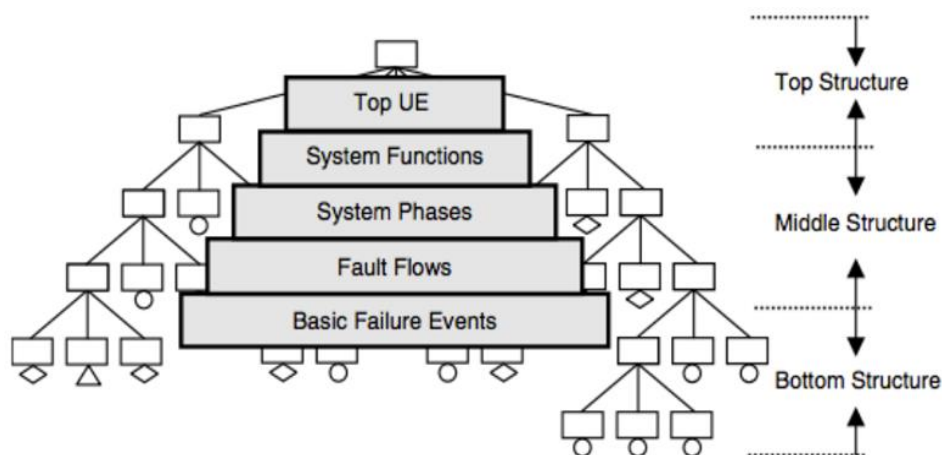 Top UE
System Functions
System Phases
Fault Flows
Basic Failure Events
Top Structure
Middle Structure
Bottom Structure